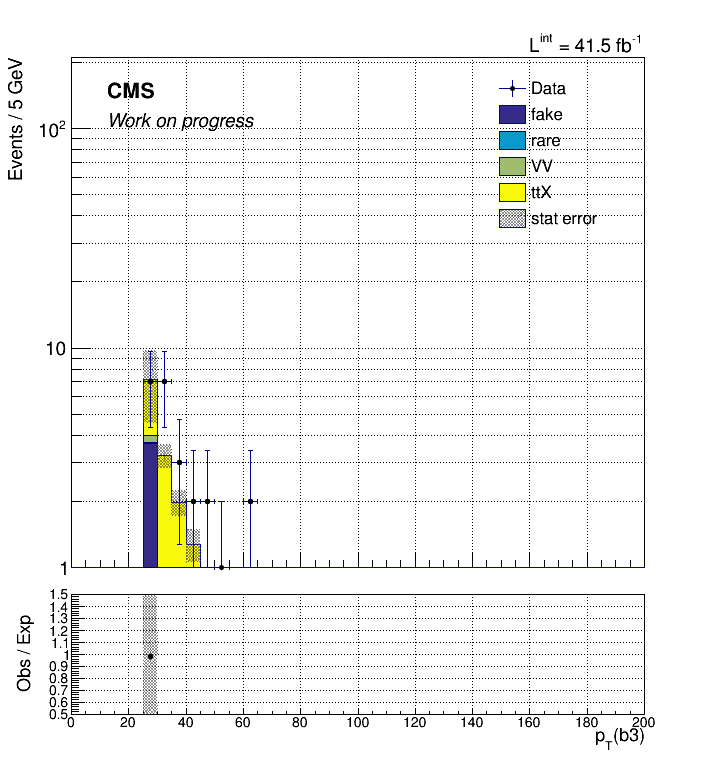 L^int = 41.5 fb^-1
Events / 5 GeV
CMS
Work on progress
Data
fake
rare
VV
ttX
stat error
10^2
10
1
Obs / Exp
1.5
1.4
1.3
1.2
1.1
1
0.9
0.8
0.7
0.6
0.5
0 20 40 60 80 100 120 140 160 180 200
p_T(b3)